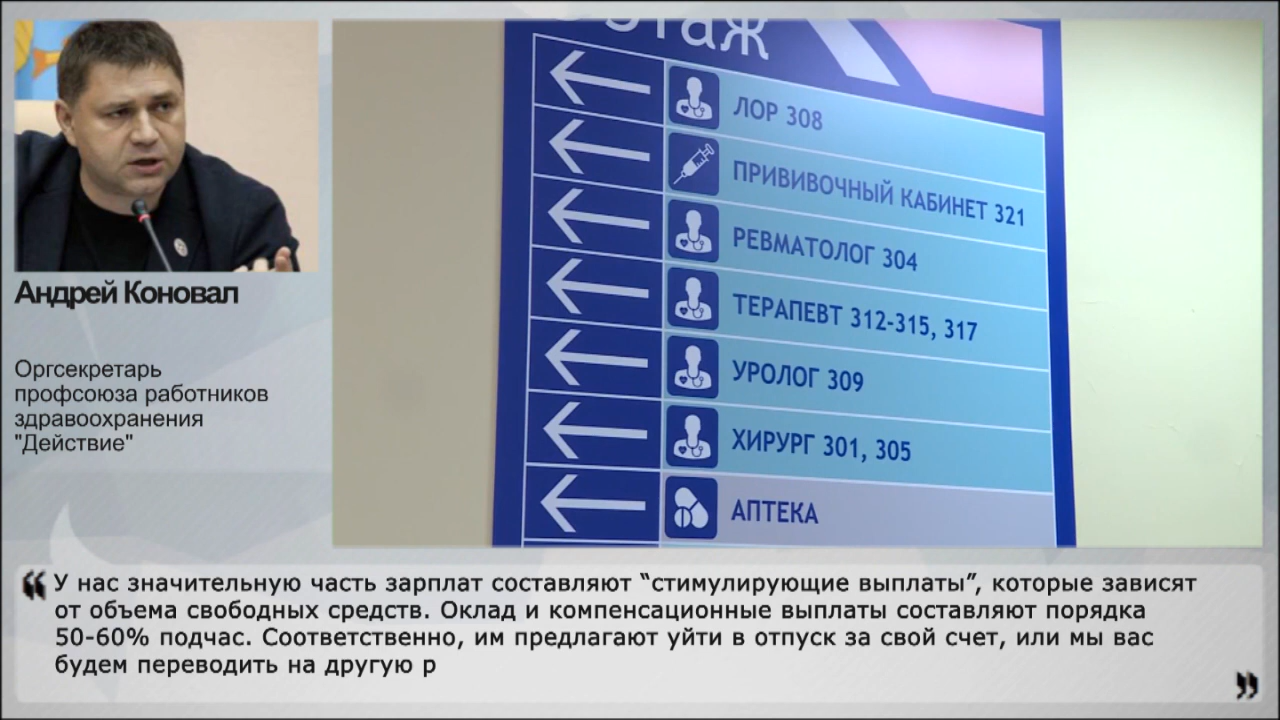 Андрей Коновал
Оргсекретарь
профсоюза работников
здравоохранения
"Действие"
этаж
ЛОР 308
ПРИВИВОЧНЫЙ КАБИНЕТ 321
РЕВМАТОЛОГ 304
ТЕРАПЕВТ 312-315, 317
УРОЛОГ 309
ХИРУРГ 301, 305
АПТЕКА
“ У нас значительную часть зарплат составляют “стимулирующие выплаты”, которые зависят
от объема свободных средств. Оклад и компенсационные выплаты составляют порядка
50-60% подчас. Соответственно, им предлагают уйти в отпуск за свой счет, или мы вас
будем переводить на другую р
”